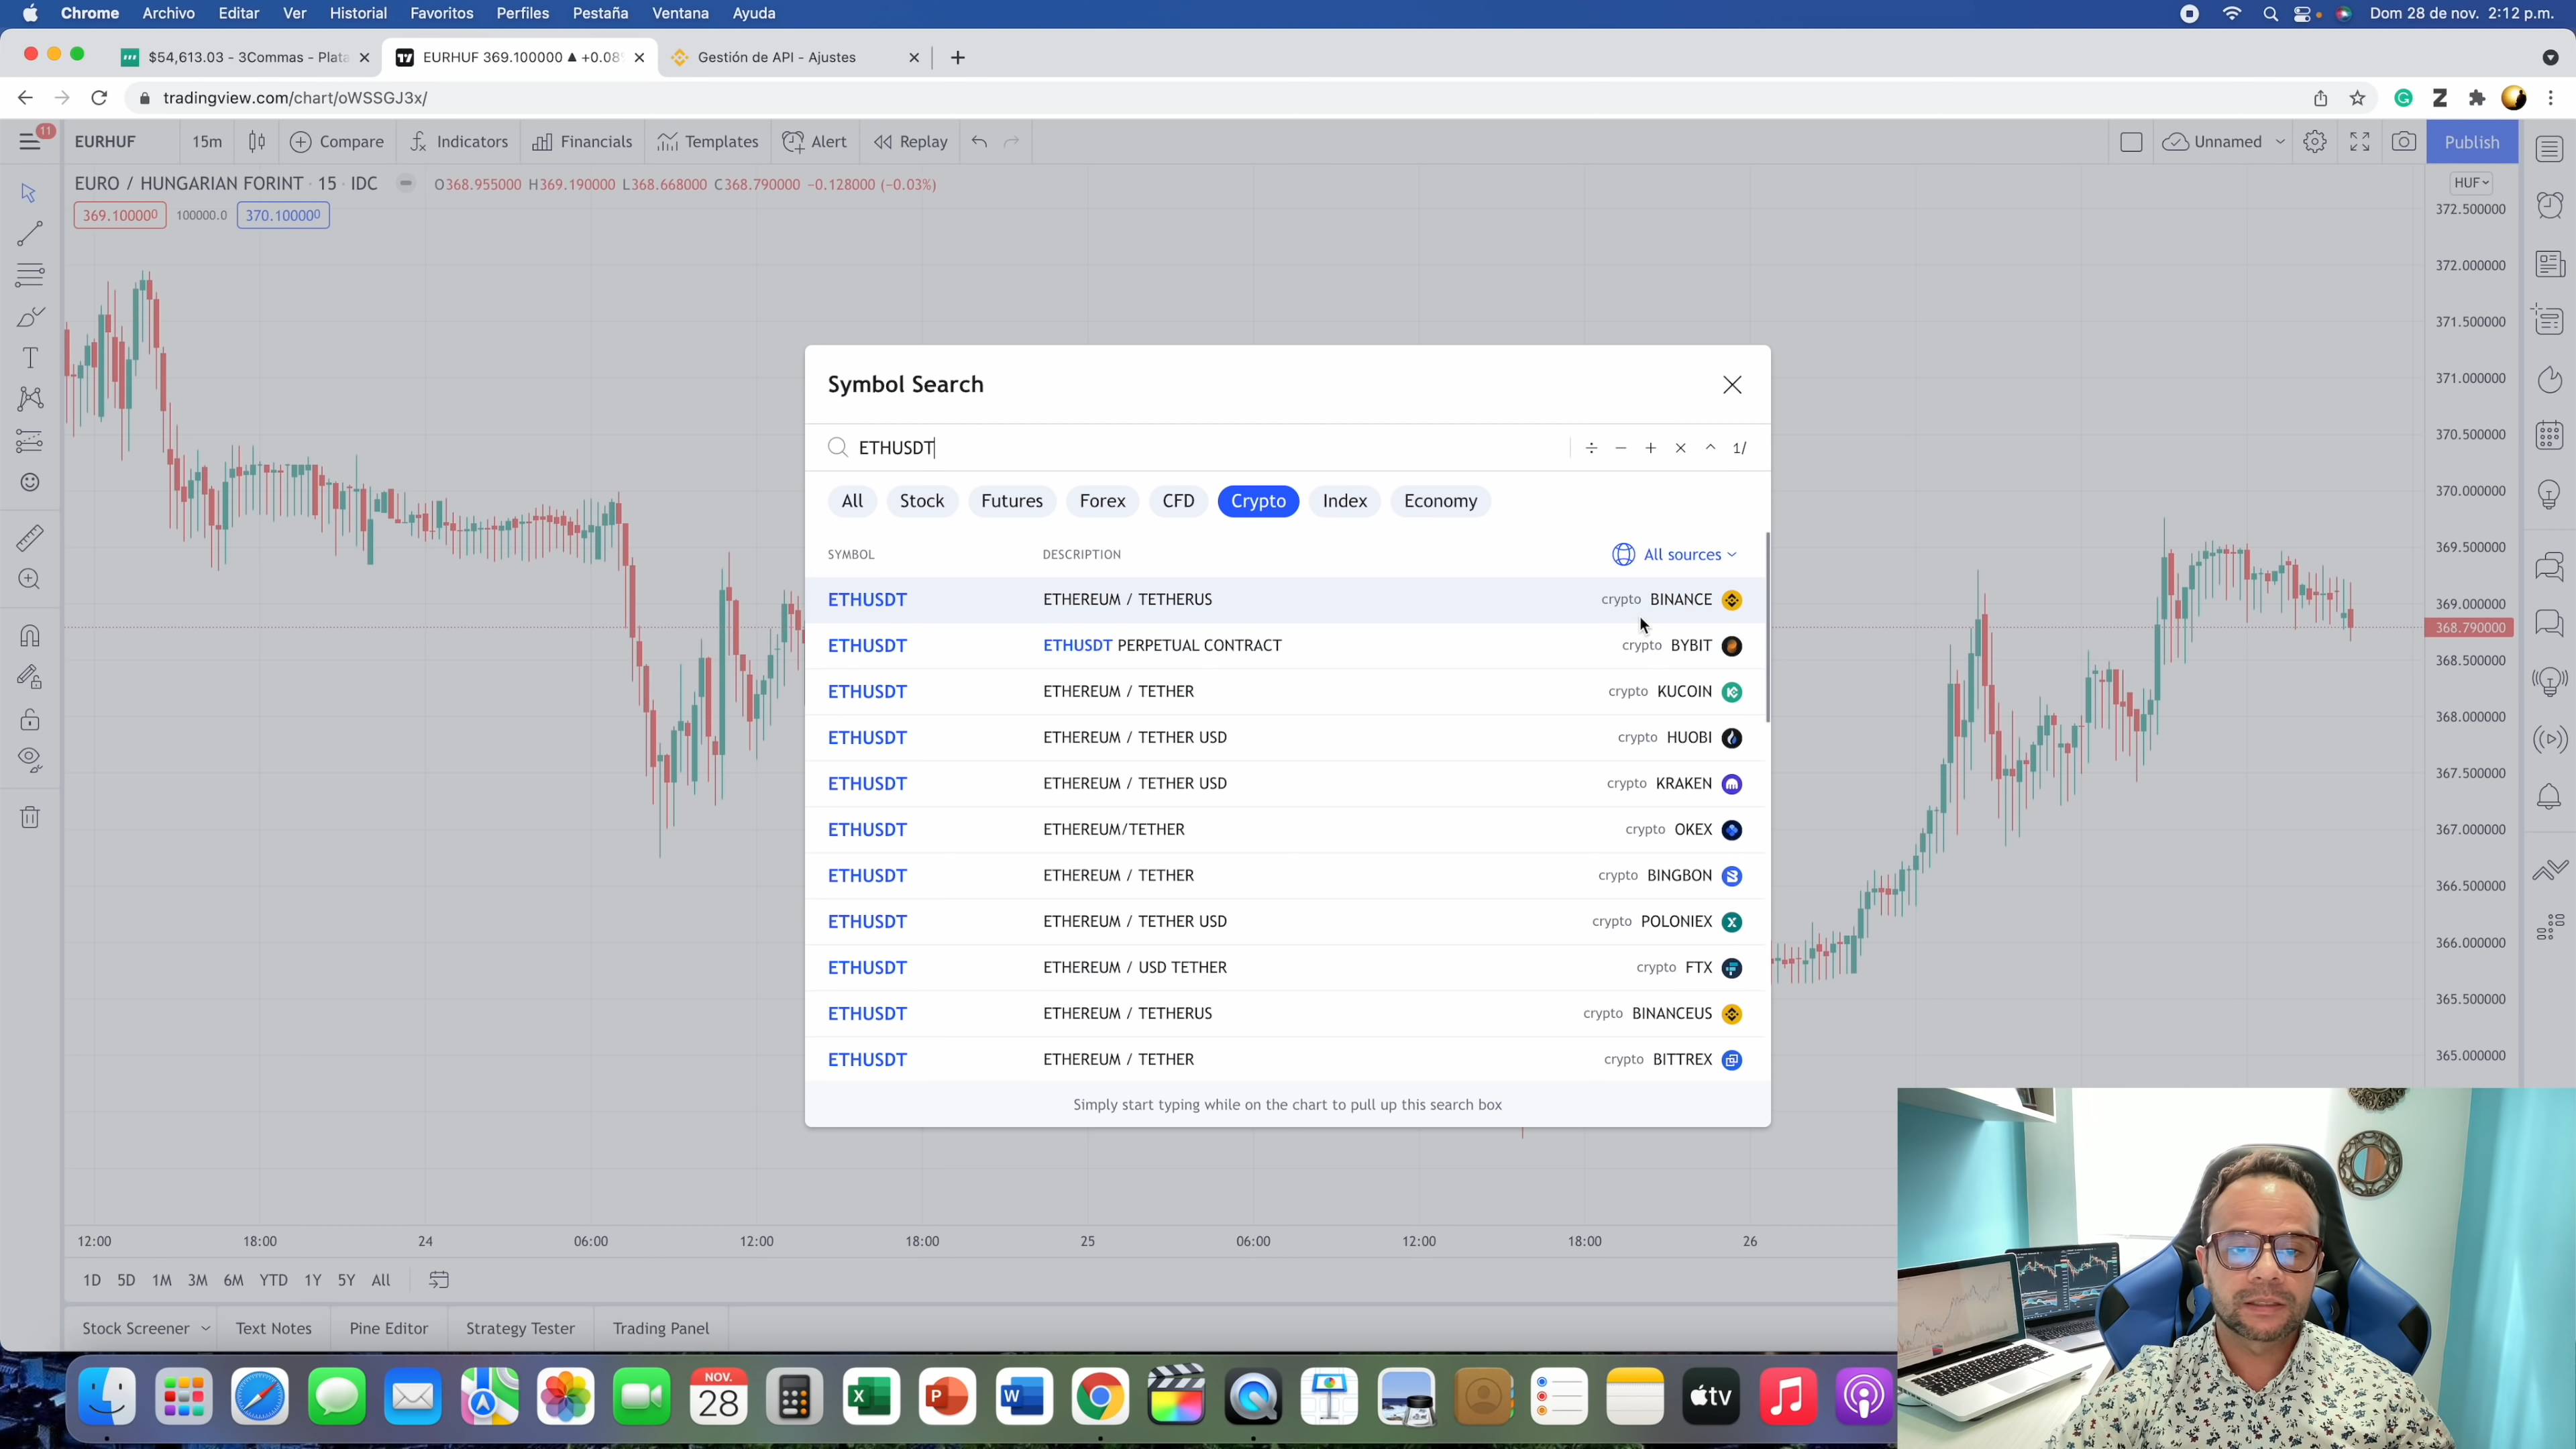 Chrome Archivo Editar Ver Historial Favoritos Perfiles Pestaña Ventana Ayuda Dom 28 de nov. 2:12 p.m.
$54,613.03 - 3Commas - Plata EURHUF 369.100000 ▲ +0.08 Gestión de API - Ajustes
tradingview.com/chart/oWSSGJ3x/
11 EURHUF 15m Compare Indicators Financials Templates Alert Replay Unnamed Publish
EURO / HUNGARIAN FORINT · 15 · IDC O368.955000 H369.190000 L368.668000 C368.790000 -0.128000 (-0.03%) HUF
369.100000 100000.0 370.100000
372.500000
372.000000
371.500000
371.000000
370.500000
370.000000
369.500000
369.000000
368.790000
368.500000
368.000000
367.500000
367.000000
366.500000
366.000000
365.500000
365.000000
Symbol Search
ETHUSDT ÷ − + × ^ 1/
All Stock Futures Forex CFD Crypto Index Economy
SYMBOL DESCRIPTION All sources
ETHUSDT ETHEREUM / TETHERUS crypto BINANCE
ETHUSDT ETHUSDT PERPETUAL CONTRACT crypto BYBIT
ETHUSDT ETHEREUM / TETHER crypto KUCOIN
ETHUSDT ETHEREUM / TETHER USD crypto HUOBI
ETHUSDT ETHEREUM / TETHER USD crypto KRAKEN
ETHUSDT ETHEREUM/TETHER crypto OKEX
ETHUSDT ETHEREUM / TETHER crypto BINGBON
ETHUSDT ETHEREUM / TETHER USD crypto POLONIEX
ETHUSDT ETHEREUM / USD TETHER crypto FTX
ETHUSDT ETHEREUM / TETHERUS crypto BINANCEUS
ETHUSDT ETHEREUM / TETHER crypto BITTREX
Simply start typing while on the chart to pull up this search box
12:00 18:00 24 06:00 12:00 18:00 25 06:00 12:00 18:00 26
1D 5D 1M 3M 6M YTD 1Y 5Y All
Stock Screener Text Notes Pine Editor Strategy Tester Trading Panel
NOV.
28
X P W tv